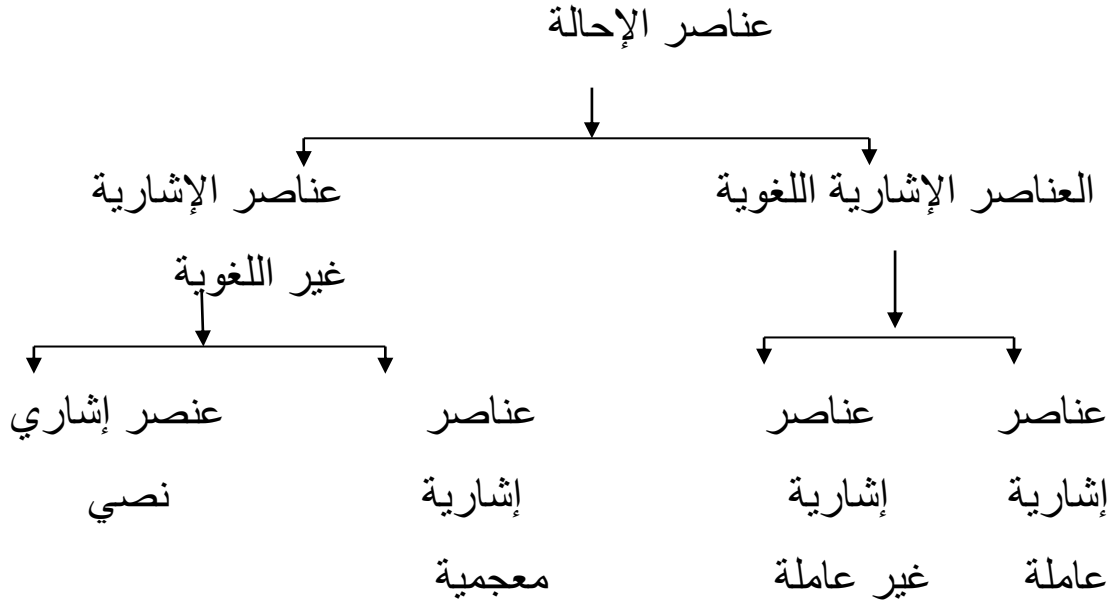 عناصر الإحالة
العناصر الإشارية اللغوية
عناصر الإشارية
غير اللغوية
عناصر
إشارية
عاملة
عناصر
إشارية
غير عاملة
عناصر
إشارية
معجمية
عنصر إشاري
نصي